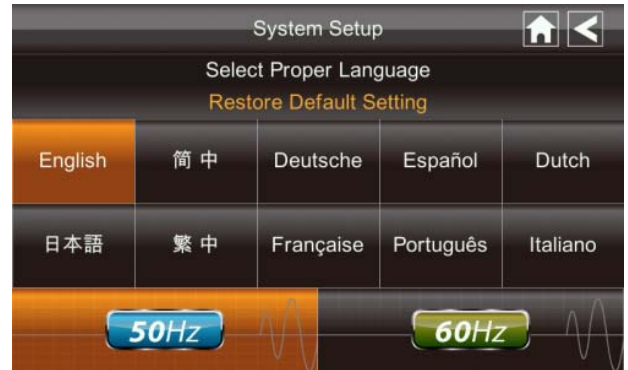 System Setup
Select Proper Language
Restore Default Setting
English 简 中 Deutsche Español Dutch
日本語 繁 中 Française Português Italiano
50Hz 60Hz